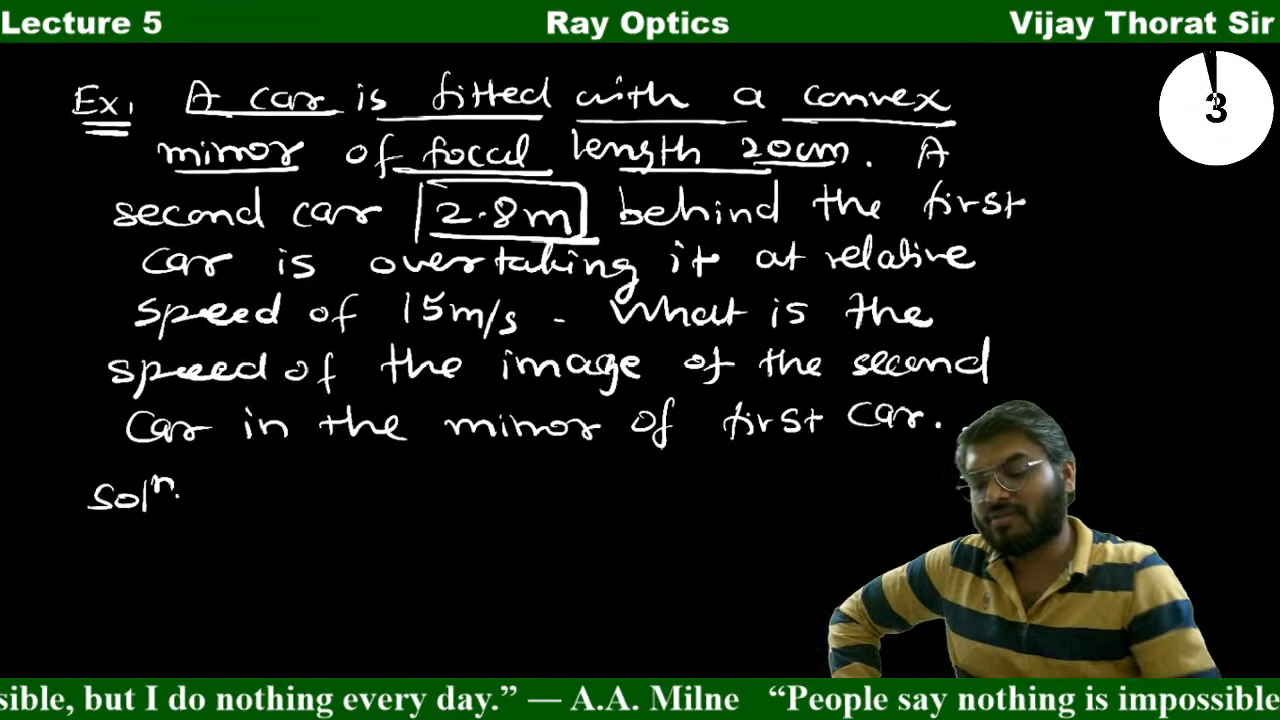 Lecture 5 Ray Optics Vijay Thorat Sir
3
Ex. A car is fitted with a convex
mirror of focal length 20cm. A
second car 2.8m behind the first
car is overtaking it at relative
speed of 15m/s. What is the
speed of the image of the second
car in the mirror of first car.
Solⁿ.
sible, but I do nothing every day.” — A.A. Milne “People say nothing is impossible